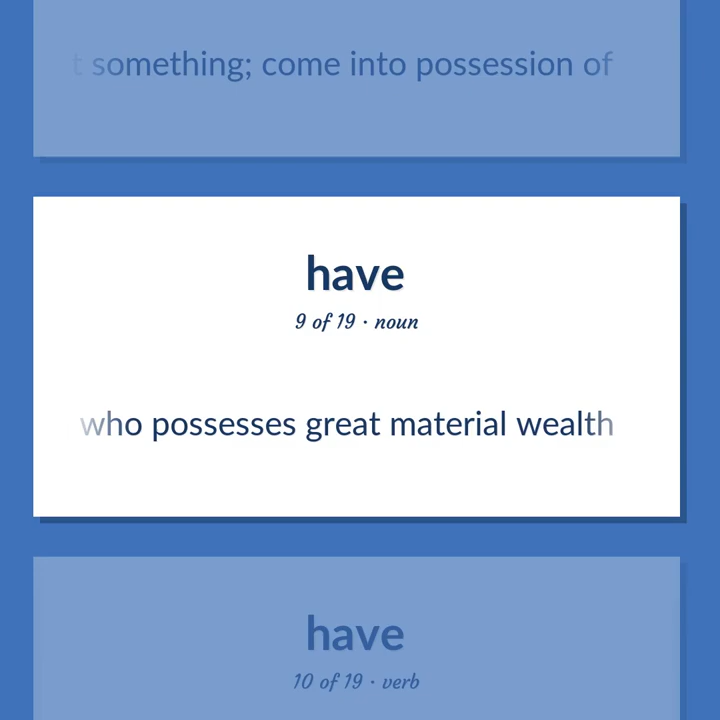 t something; come into possession of
have
9 of 19 · noun
who possesses great material wealth
have
10 of 19 · verb